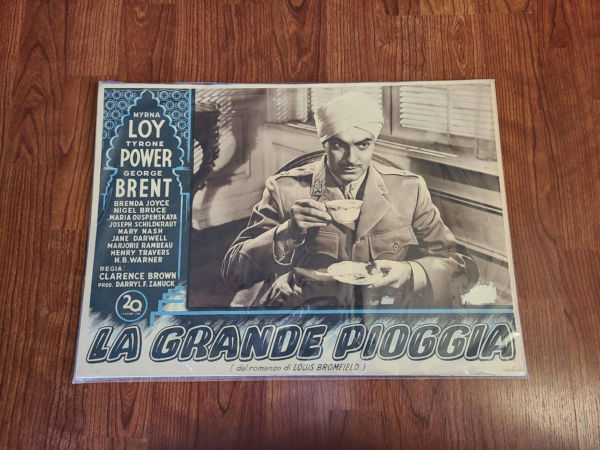 MYRNA
LOY
TYRONE
POWER
GEORGE
BRENT
BRENDA JOYCE
NIGEL BRUCE
MARIA OUSPENSKAYA
JOSEPH SCHILDKRAUT
MARY NASH
JANE DARWELL
MARJORIE RAMBEAU
HENRY TRAVERS
H.B. WARNER
REGIA:
CLARENCE BROWN
PROD. DARRYL F. ZANUCK
20
LA GRANDE PIOGGIA
(dal romanzo di LOUIS BROMFIELD)